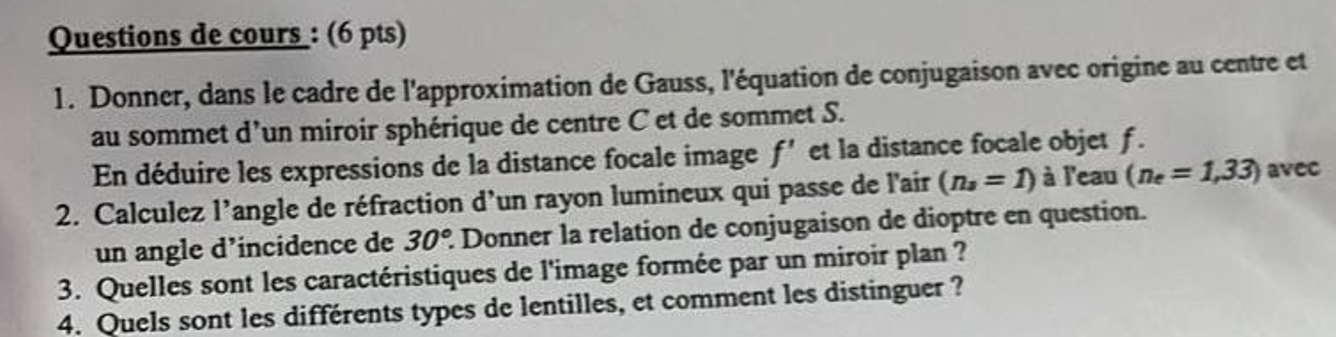 Questions de cours : (6 pts)
1. Donner, dans le cadre de l'approximation de Gauss, l'équation de conjugaison avec origine au centre et
au sommet d’un miroir sphérique de centre C et de sommet S.
En déduire les expressions de la distance focale image f' et la distance focale objet f.
2. Calculez l’angle de réfraction d’un rayon lumineux qui passe de l'air (nₐ = 1) à l'eau (nₑ = 1,33) avec
un angle d’incidence de 30°. Donner la relation de conjugaison de dioptre en question.
3. Quelles sont les caractéristiques de l'image formée par un miroir plan ?
4. Quels sont les différents types de lentilles, et comment les distinguer ?